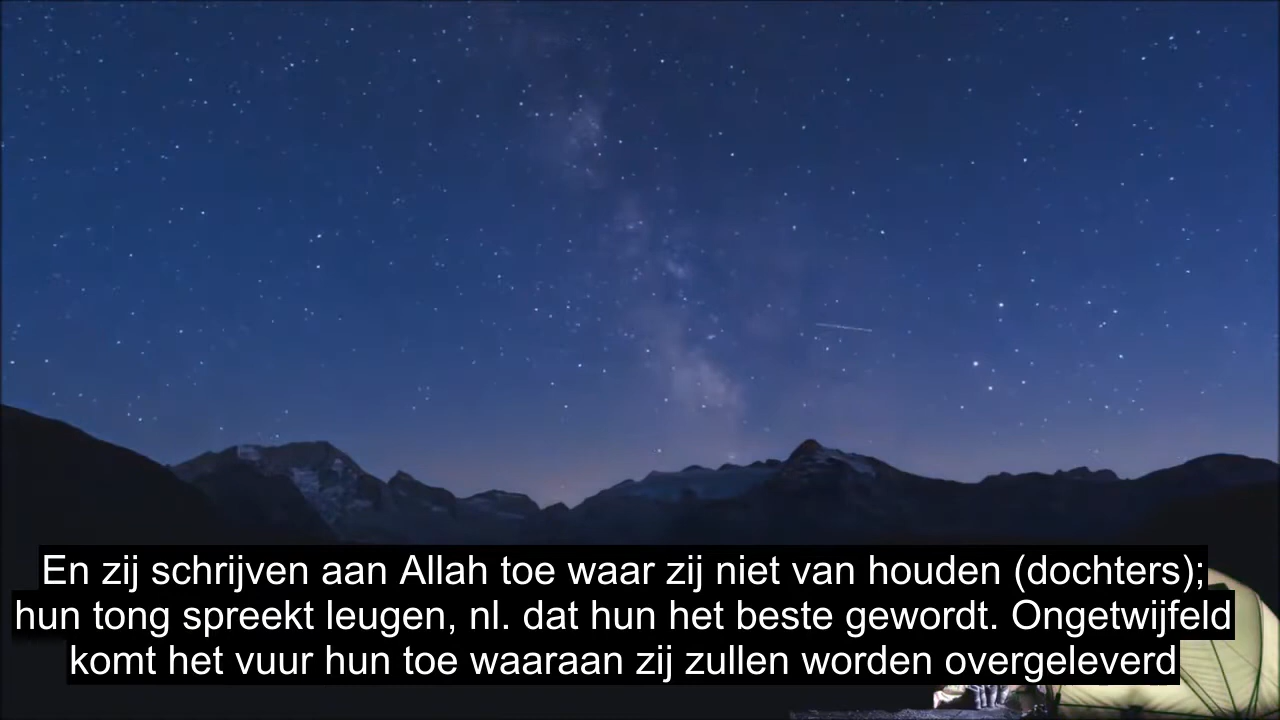 En zij schrijven aan Allah toe waar zij niet van houden (dochters);
hun tong spreekt leugen, nl. dat hun het beste gewordt. Ongetwijfeld
komt het vuur hun toe waaraan zij zullen worden overgeleverd